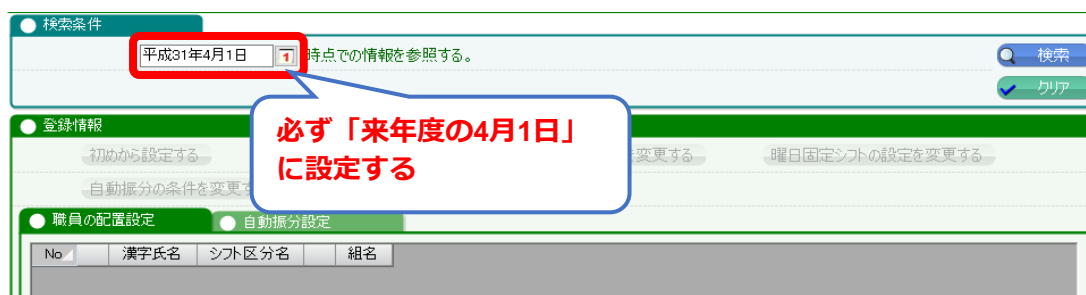 検索条件
平成31年4月1日 1 時点での情報を参照する。
検索
クリア
必ず「来年度の4月1日」
に設定する
登録情報
初めから設定する
を変更する
曜日固定シフトの設定を変更する
自動振分の条件を変更す
職員の配置設定
自動振分設定
No
漢字氏名
シフト区分名
組名